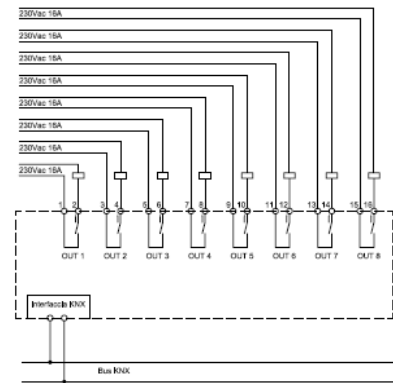 230Vac 16A
230Vac 16A
230Vac 16A
230Vac 16A
230Vac 16A
230Vac 16A
230Vac 16A
230Vac 16A
1 2 3 4 5 6 7 8 9 10 11 12 13 14 15 16
OUT 1 OUT 2 OUT 3 OUT 4 OUT 5 OUT 6 OUT 7 OUT 8
Interfaccia KNX
Bus KNX